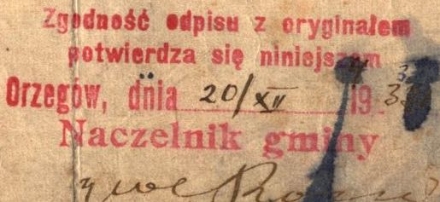 Zgodność odpisu z oryginałem
potwierdza się niniejszem
Orzegów, dnia 20/XII 193
Naczelnik gminy